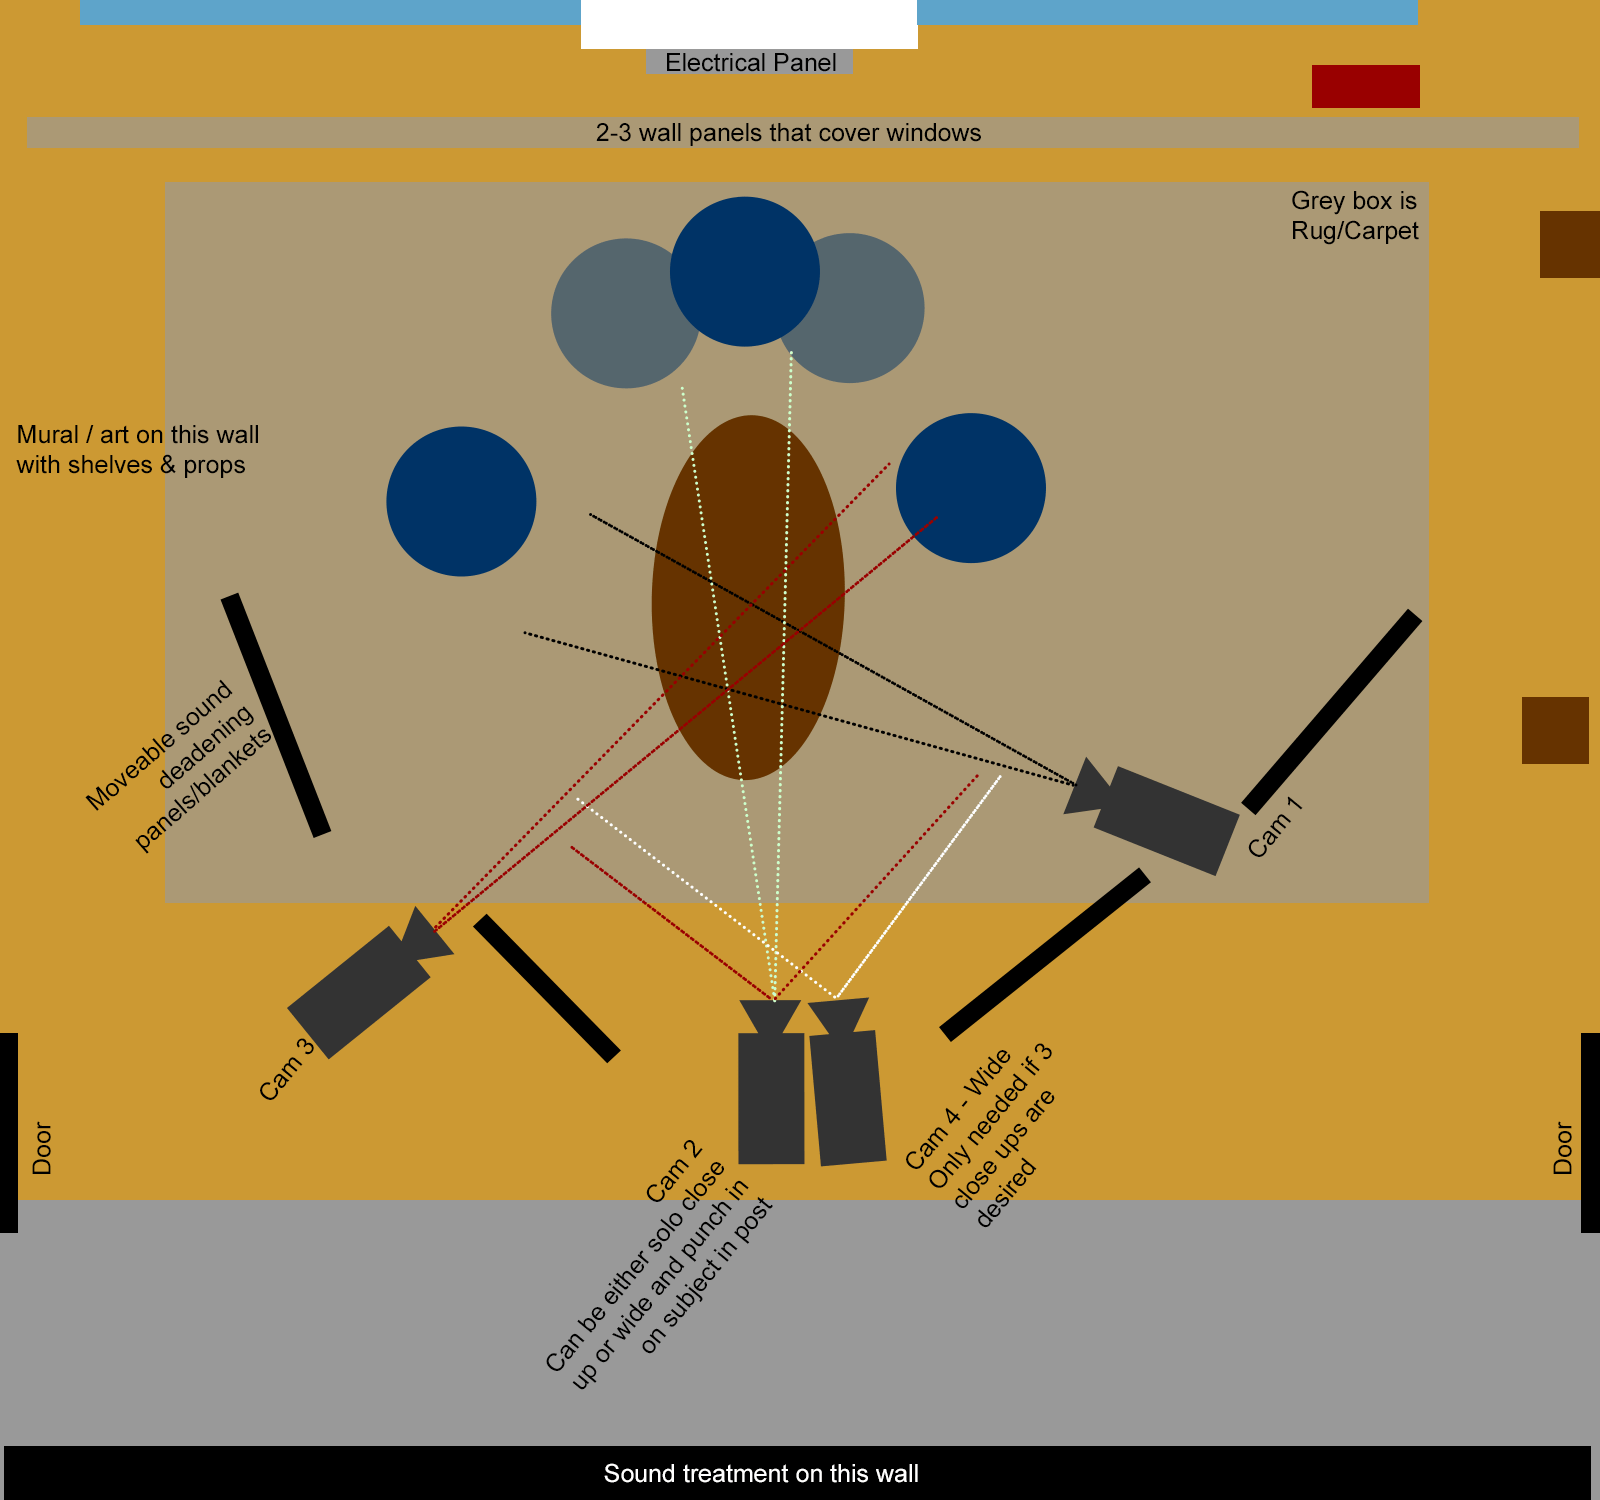 Electrical Panel
2-3 wall panels that cover windows
Grey box is
Rug/Carpet
Mural / art on this wall
with shelves & props
Moveable sound
deadening
panels/blankets
Cam 1
Cam 3
Cam 2
Can be either solo close
up or wide and punch in
on subject in post
Cam 4 - Wide
Only needed if 3
close ups are
desired
Door
Door
Sound treatment on this wall